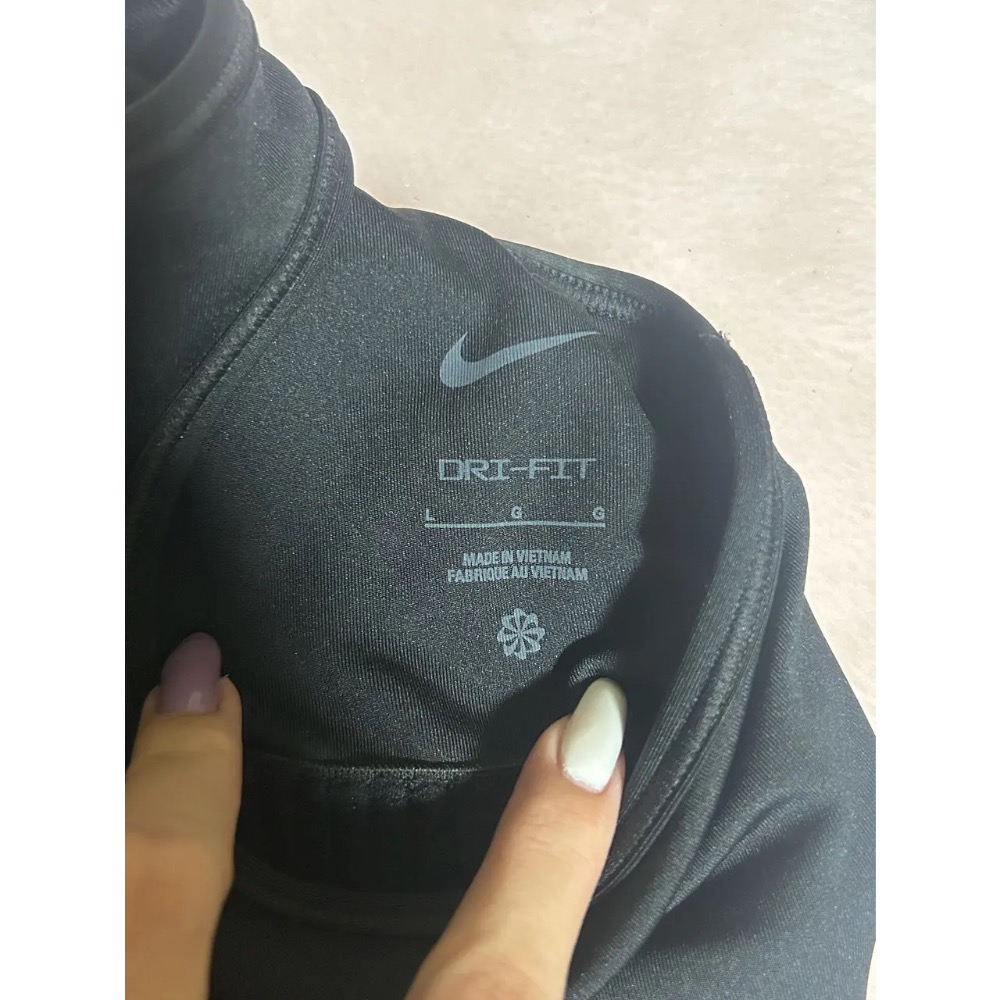 DRI-FIT
L G G
MADE IN VIETNAM
FABRIQUE AU VIETNAM